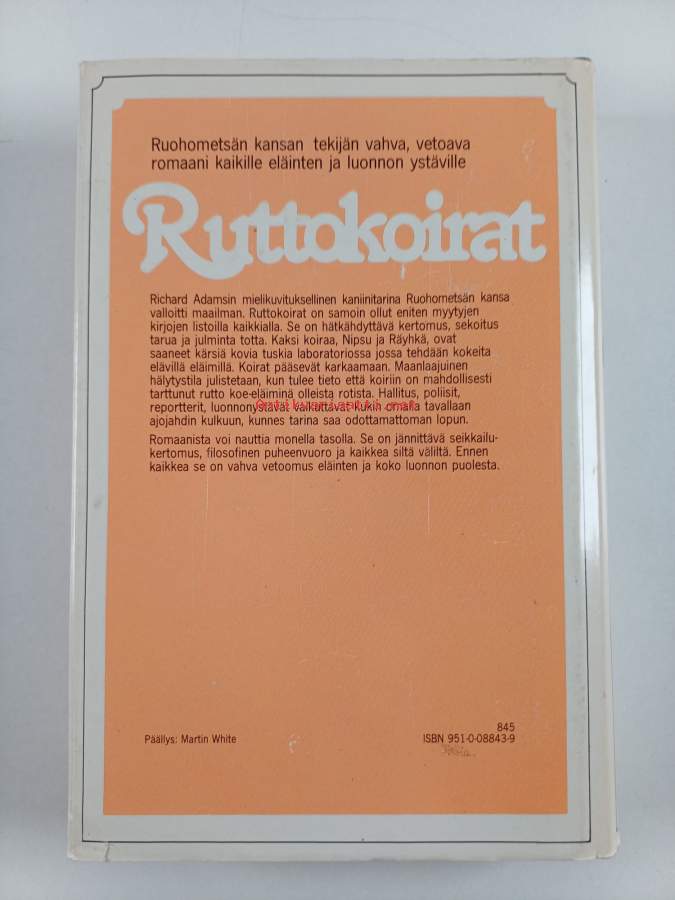 Ruohometsän kansan tekijän vahva, vetoava
romaani kaikille eläinten ja luonnon ystäville
Ruttokoirat
Richard Adamsin mielikuvituksellinen kaniinitarina Ruohometsän kansa
valloitti maailman. Ruttokoirat on samoin ollut eniten myytyjen
kirjojen listoilla kaikkialla. Se on hätkähdyttävä kertomus, sekoitus
tarua ja julminta totta. Kaksi koiraa, Nipsu ja Räyhkä, ovat
saaneet kärsiä kovia tuskia laboratoriossa jossa tehdään kokeita
elävillä eläimillä. Koirat pääsevät karkaamaan. Maanlaajuinen
hälytystila julistetaan, kun tulee tieto että koiriin on mahdollisesti
tarttunut rutto koe-eläiminä olleista rotista. Hallitus, poliisit,
reportterit, luonnonystävät vaikuttavat kukin omalla tavallaan
ajojahdin kulkuun, kunnes tarina saa odottamattoman lopun.
Romaanista voi nauttia monella tasolla. Se on jännittävä seikkailu-
kertomus, filosofinen puheenvuoro ja kaikkea siltä väliltä. Ennen
kaikkea se on vahva vetoomus eläinten ja koko luonnon puolesta.
845
Päällys: Martin White
ISBN 951-0-08843-9